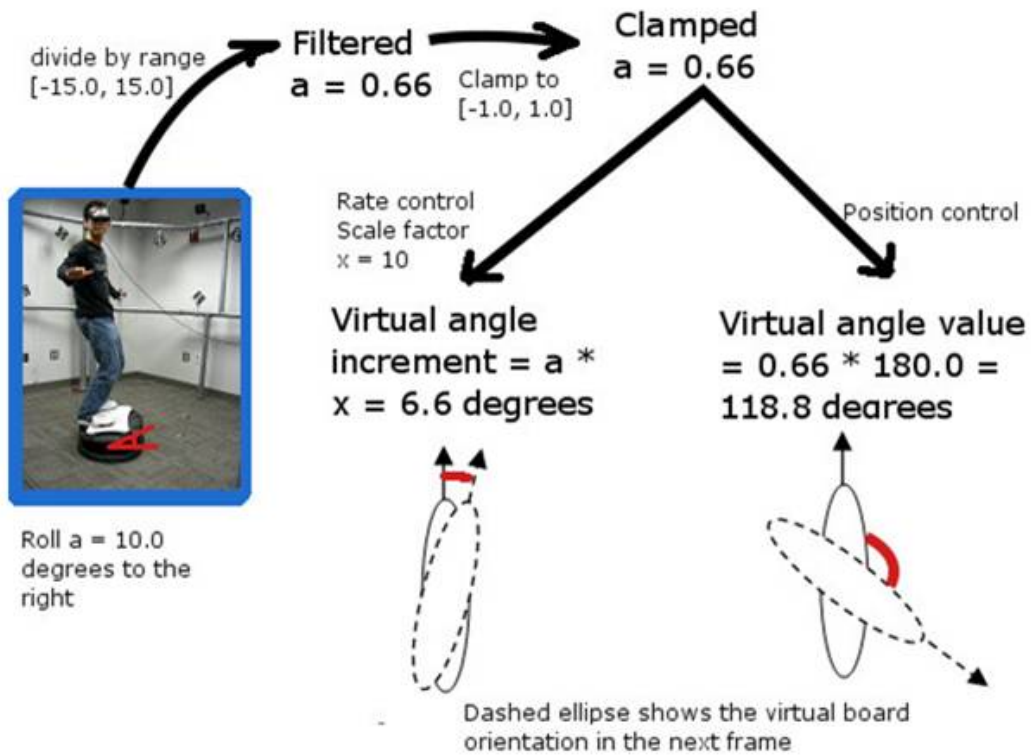 divide by range
[-15.0, 15.0]
Filtered
a = 0.66
Clamp to
[-1.0, 1.0]
Clamped
a = 0.66
Rate control
Scale factor
x = 10
Position control
Virtual angle
increment = a *
x = 6.6 degrees
Virtual angle value
= 0.66 * 180.0 =
118.8 degrees
Roll a = 10.0
degrees to the
right
Dashed ellipse shows the virtual board
orientation in the next frame